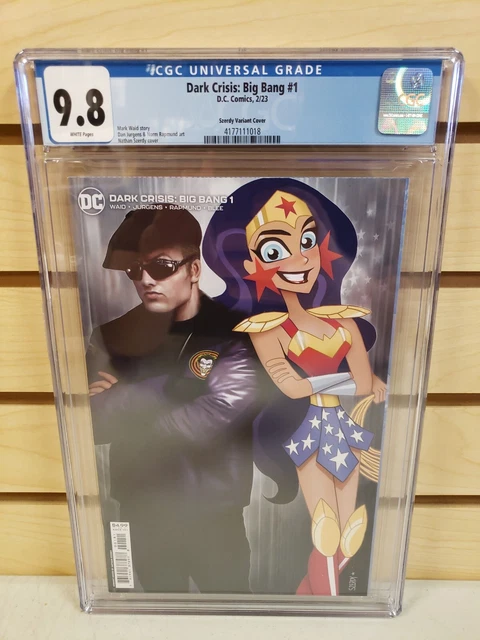 CGC UNIVERSAL GRADE
9.8
WHITE Pages
Dark Crisis: Big Bang #1
D.C. Comics, 2/23
Szerdy Variant Cover
4177111018
Mark Waid story
Dan Jurgens & Norm Rapmund art
Nathan Szerdy cover
CGC
DC
DARK CRISIS: BIG BANG 1
WAID • JURGENS • RAPMUND • BLEE
$4.99